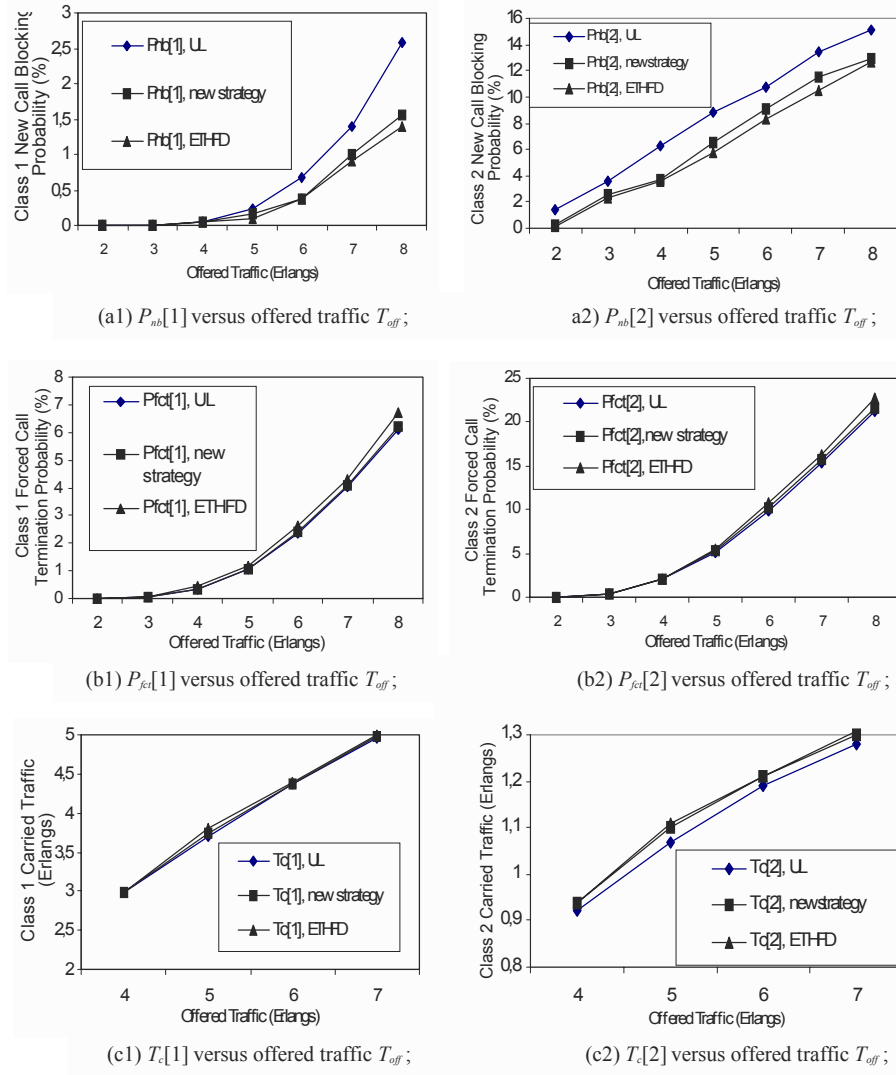 Class 1 New Call Blocking
Probability (%)
3
2,5
2
1,5
1
0,5
0
Pnb[1], UL
Pnb[1], new strategy
Pnb[1], ETHFD
2 3 4 5 6 7 8
Offered Traffic (Erlangs)
(a1) Pnb[1] versus offered traffic Toff;
Class 2 New Call Blocking
Probability (%)
16
14
12
10
8
6
4
2
0
Pnb[2], UL
Pnb[2], new strategy
Pnb[2], ETHFD
2 3 4 5 6 7 8
Offered Traffic (Erlangs)
a2) Pnb[2] versus offered traffic Toff;
Class 1 Forced Call
Termination Probability (%)
8
7
6
5
4
3
2
1
0
Pfct[1], UL
Pfct[1], new
strategy
Pfct[1], ETHFD
2 3 4 5 6 7 8
Offered Traffic (Erlangs)
(b1) Pfct[1] versus offered traffic Toff;
Class 2 Forced Call
Termination Probability (%)
25
20
15
10
5
0
Pfct[2], UL
Pfct[2],new strategy
Pfct[2], ETHFD
2 3 4 5 6 7 8
Offered Traffic (Erlangs)
(b2) Pfct[2] versus offered traffic Toff;
Class 1 Carried Traffic
(Erlangs)
5
4,5
4
3,5
3
2,5
2
Tc[1], UL
Tc[1], new strategy
Tc[1], ETHFD
4 5 6 7
Offered Traffic (Erlangs)
(c1) Tc[1] versus offered traffic Toff;
Class 2 Carried Traffic (Erlangs)
1,3
1,2
1,1
1
0,9
0,8
Tc[2], UL
Tc[2], new strategy
Tc[2], ETHFD
4 5 6 7
Offered Traffic (Erlangs)
(c2) Tc[2] versus offered traffic Toff;